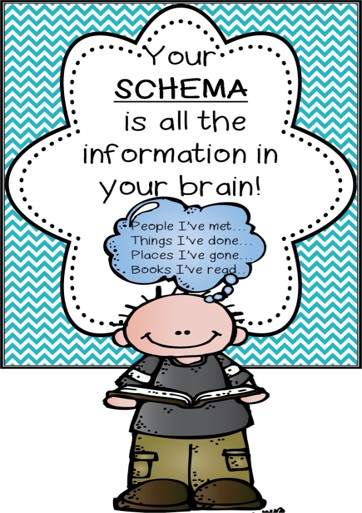 Your
SCHEMA
is all the
information in
your brain!
People I've met...
Things I've done...
Places I've gone...
Books I've read...